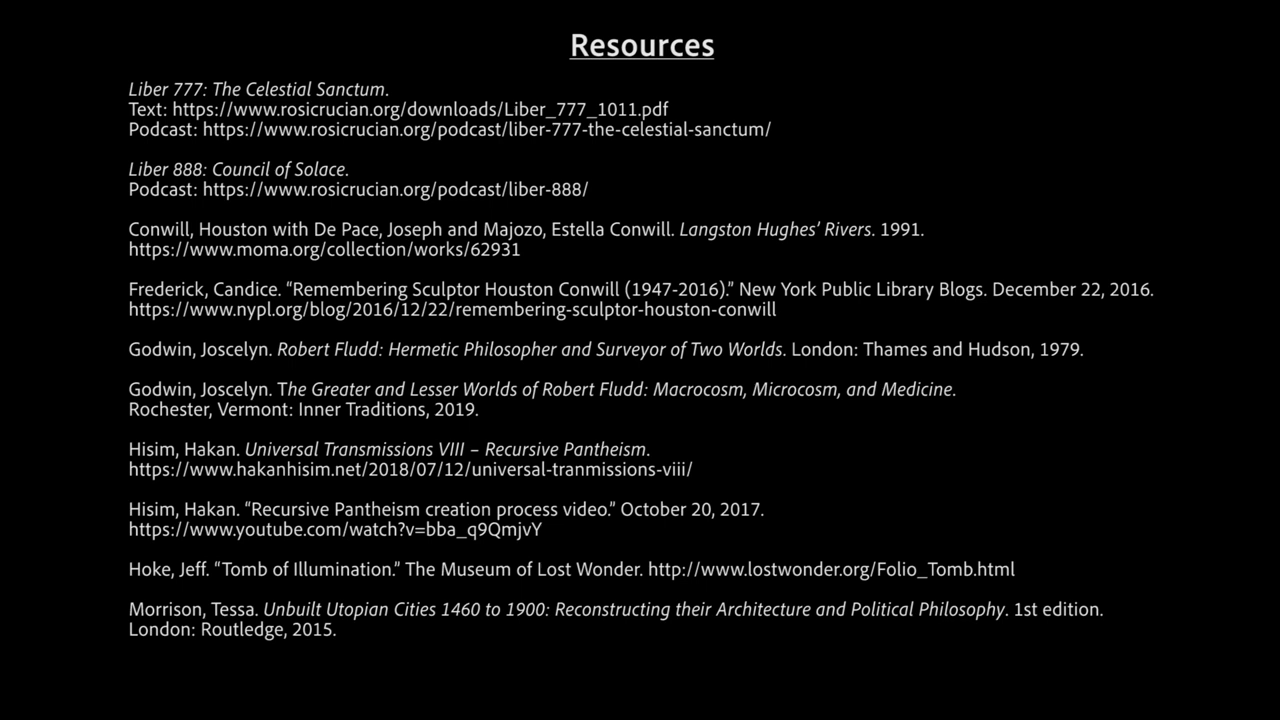 Resources
Liber 777: The Celestial Sanctum.
Text: https://www.rosicrucian.org/downloads/Liber_777_1011.pdf
Podcast: https://www.rosicrucian.org/podcast/liber-777-the-celestial-sanctum/
Liber 888: Council of Solace.
Podcast: https://www.rosicrucian.org/podcast/liber-888/
Conwill, Houston with De Pace, Joseph and Majozo, Estella Conwill. Langston Hughes’ Rivers. 1991.
https://www.moma.org/collection/works/62931
Frederick, Candice. “Remembering Sculptor Houston Conwill (1947-2016).” New York Public Library Blogs. December 22, 2016.
https://www.nypl.org/blog/2016/12/22/remembering-sculptor-houston-conwill
Godwin, Joscelyn. Robert Fludd: Hermetic Philosopher and Surveyor of Two Worlds. London: Thames and Hudson, 1979.
Godwin, Joscelyn. The Greater and Lesser Worlds of Robert Fludd: Macrocosm, Microcosm, and Medicine.
Rochester, Vermont: Inner Traditions, 2019.
Hisim, Hakan. Universal Transmissions VIII – Recursive Pantheism.
https://www.hakanhisim.net/2018/07/12/universal-tranmissions-viii/
Hisim, Hakan. “Recursive Pantheism creation process video.” October 20, 2017.
https://www.youtube.com/watch?v=bba_q9QmjvY
Hoke, Jeff. “Tomb of Illumination.” The Museum of Lost Wonder. http://www.lostwonder.org/Folio_Tomb.html
Morrison, Tessa. Unbuilt Utopian Cities 1460 to 1900: Reconstructing their Architecture and Political Philosophy. 1st edition.
London: Routledge, 2015.